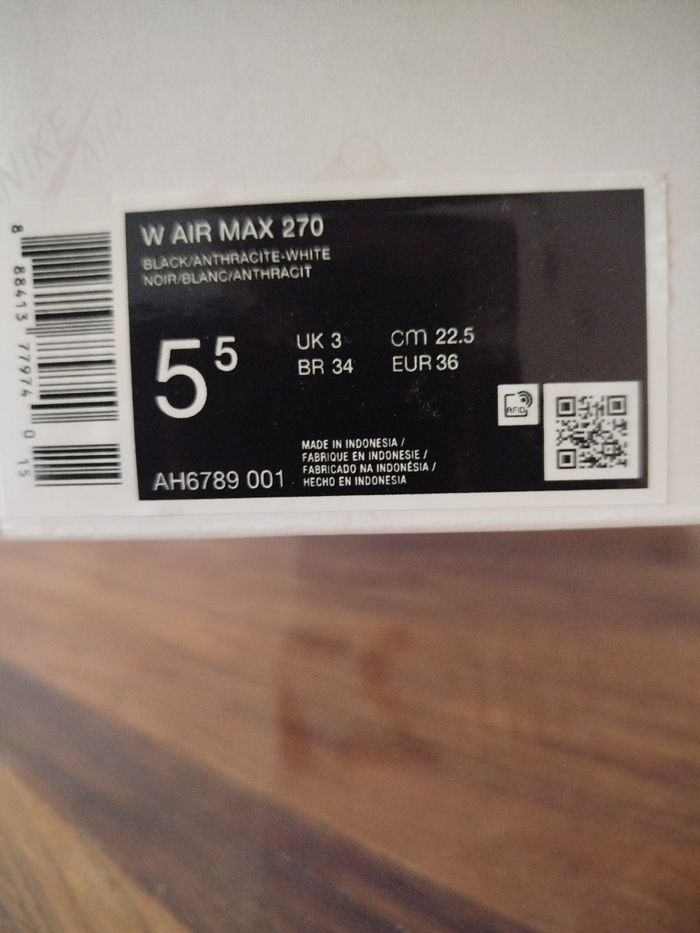 NIKE AIR
W AIR MAX 270
BLACK/ANTHRACITE-WHITE
NOIR/BLANC/ANTHRACIT
5 5
UK 3 cm 22.5
BR 34 EUR 36
RFID
MADE IN INDONESIA /
FABRIQUE EN INDONESIE /
FABRICADO NA INDONÉSIA /
HECHO EN INDONESIA
AH6789 001
8 88413 77974 0 15